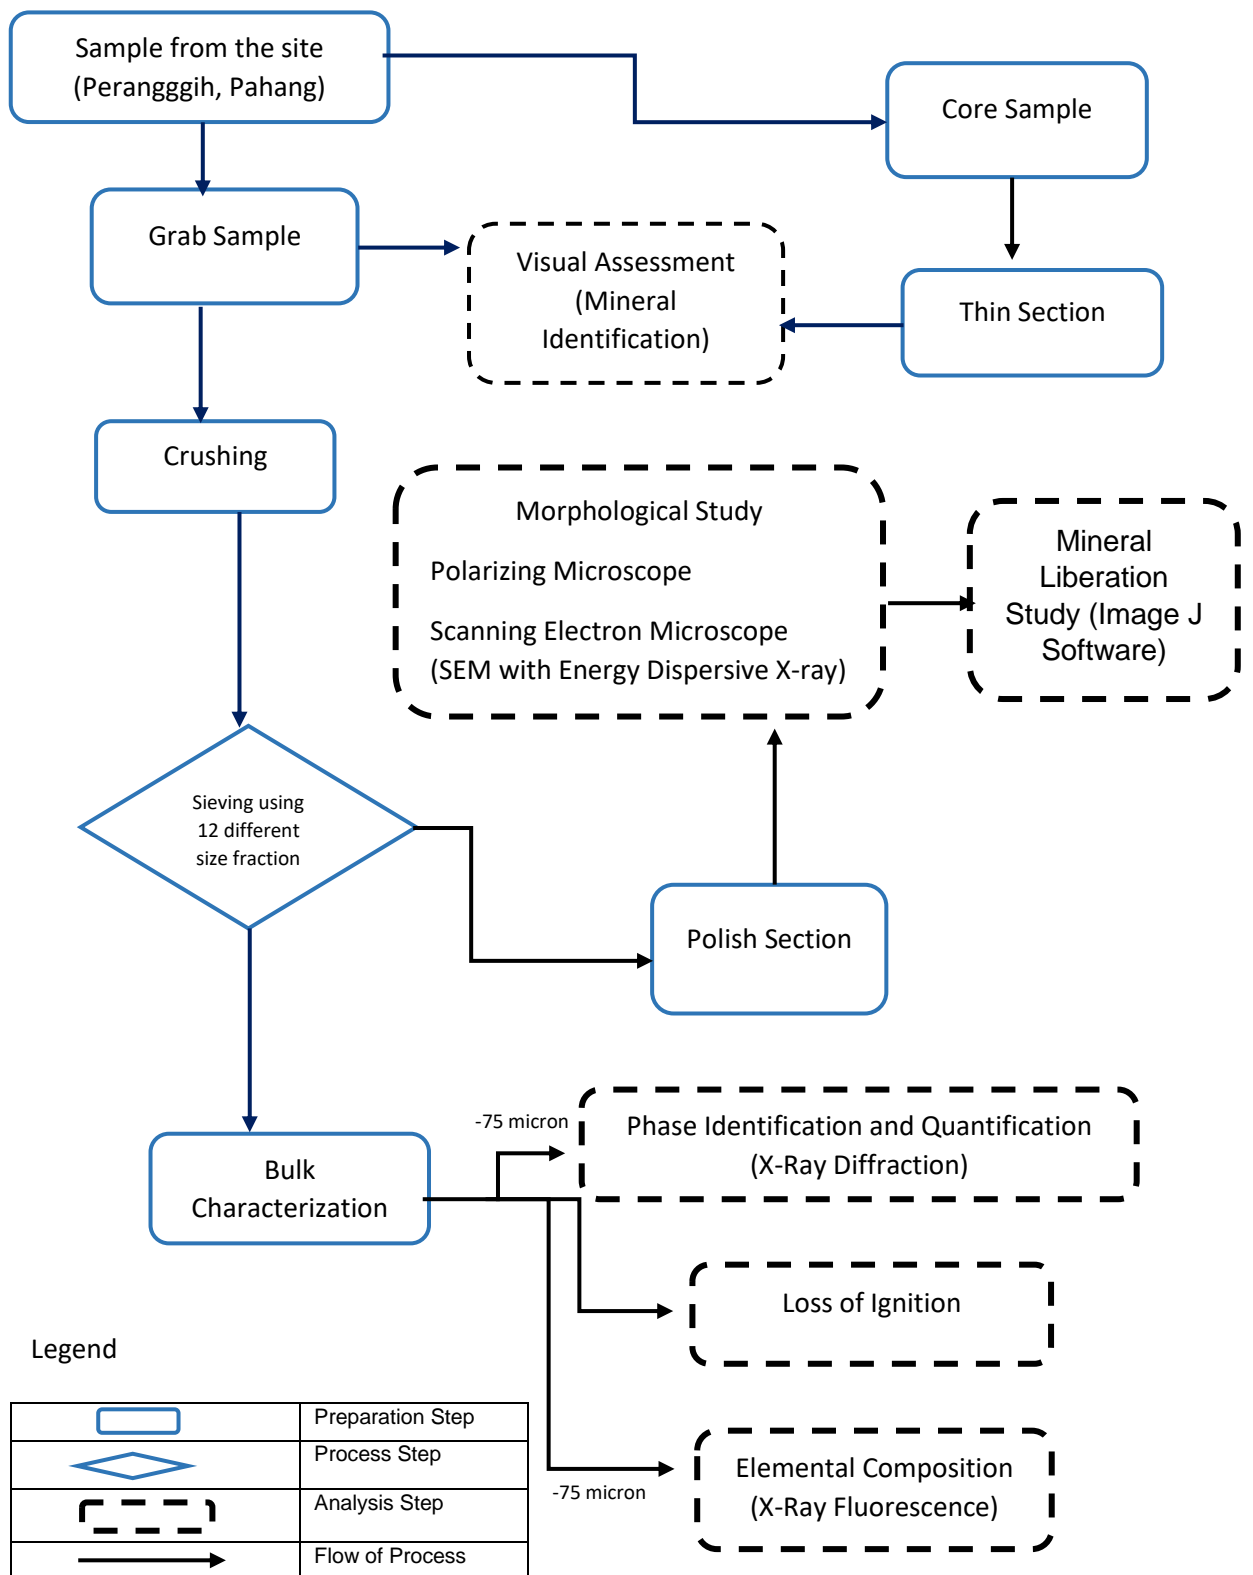 Sample from the site
(Perangggih, Pahang)
Core Sample
Grab Sample
Visual Assessment
(Mineral
Identification)
Thin Section
Crushing
Morphological Study
Polarizing Microscope
Scanning Electron Microscope
(SEM with Energy Dispersive X-ray)
Mineral
Liberation
Study (Image J
Software)
Sieving using
12 different
size fraction
Polish Section
-75 micron
Phase Identification and Quantification
(X-Ray Diffraction)
Bulk
Characterization
Loss of Ignition
-75 micron
Elemental Composition
(X-Ray Fluorescence)
Legend
Preparation Step
Process Step
Analysis Step
Flow of Process